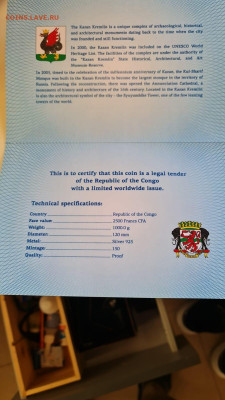 COINS.LAVE.RU
The Kazan Kremlin is a unique complex of archaeological, historical,
and architectural monuments dating back to the time when the city
was founded and still functioning.
In 2000, the Kazan Kremlin was included to the UNESCO World
Heritage List. The facilities of the complex are under the authority of
the "Kazan Kremlin" State Historical, Architectural, and Art
Museum-Reserve.
In 2005, timed to the celebration of the millennium anniversary of Kazan, the Kul Sharif
Mosque was built in the Kazan Kremlin to become the largest mosque in the territory of
Russia. Following the reconstruction, there was opened the Annunciation Cathedral, a
monument of history and architecture of the 16th century. Located in the Kazan Kremlin
is also the architecture symbol of the city - the Syuyumbike Tower, one of the few leaning
towers of the world.
This is to certify that this coin is a legal tender
of the Republic of the Congo
with a limited worldwide issue.
Technical specifications:
Country Republic of the Congo
Face value Francs CFA
Weight:
Diameter: 120 mm
Metal: Silver 925
Mintage:
Quality: Proof